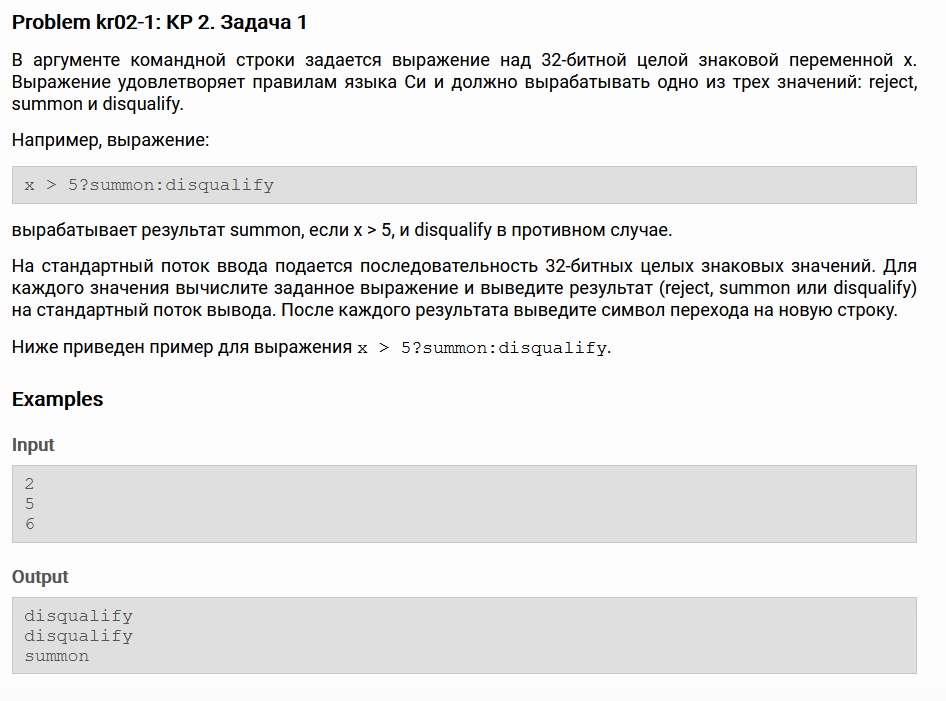 Problem kr02-1: КР 2. Задача 1
В аргументе командной строки задается выражение над 32-битной целой знаковой переменной x.
Выражение удовлетворяет правилам языка Си и должно вырабатывать одно из трех значений: reject,
summon и disqualify.
Например, выражение:
x > 5?summon:disqualify
вырабатывает результат summon, если x > 5, и disqualify в противном случае.
На стандартный поток ввода подается последовательность 32-битных целых знаковых значений. Для
каждого значения вычислите заданное выражение и выведите результат (reject, summon или disqualify)
на стандартный поток вывода. После каждого результата выведите символ перехода на новую строку.
Ниже приведен пример для выражения x > 5?summon:disqualify.
Examples
Input
2
5
6
Output
disqualify
disqualify
summon